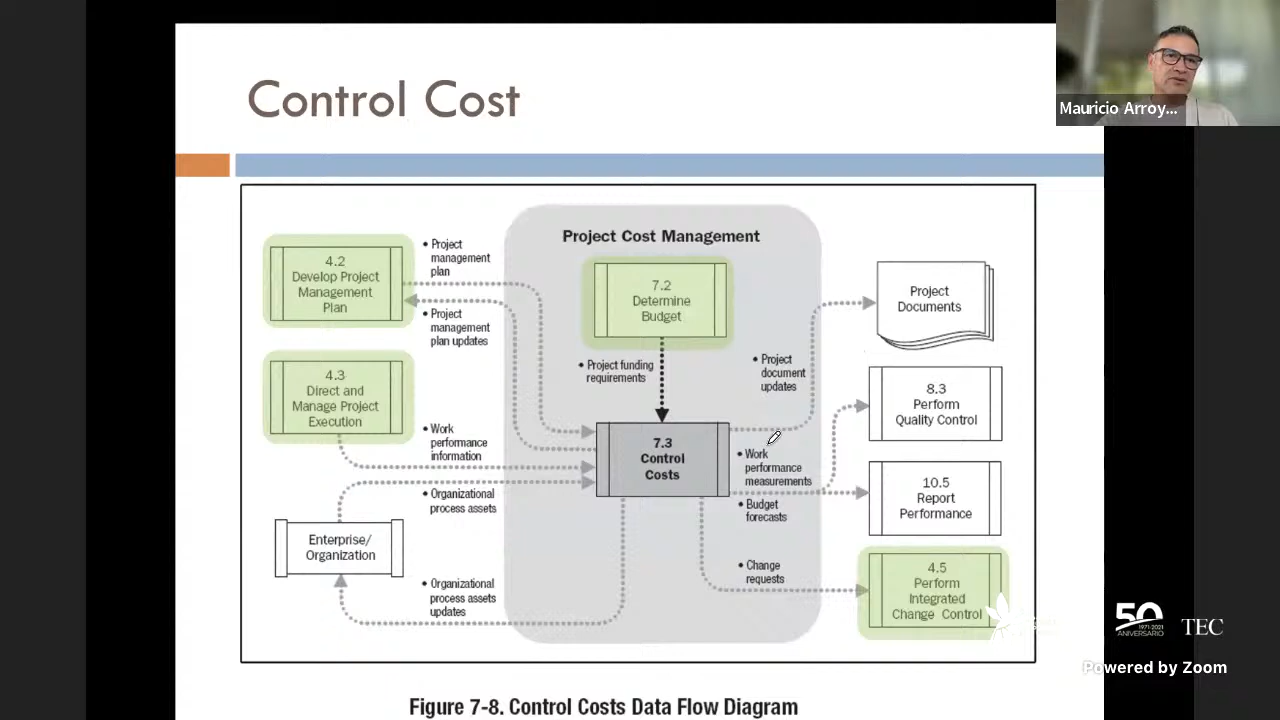 Control Cost
Mauricio Arroy...
Project Cost Management
4.2
Develop Project
Management
Plan
• Project
management
plan
• Project
management
plan updates
7.2
Determine
Budget
• Project funding
requirements
• Project
document
updates
Project
Documents
4.3
Direct and
Manage Project
Execution
• Work
performance
information
7.3
Control
Costs
• Work
performance
measurements
• Budget
forecasts
8.3
Perform
Quality Control
10.5
Report
Performance
• Organizational
process assets
Enterprise/
Organization
• Organizational
process assets
updates
• Change
requests
4.5
Perform
Integrated
Change Control
50
1971-2021
ANIVERSARIO
TEC
Powered by Zoom
Figure 7-8. Control Costs Data Flow Diagram